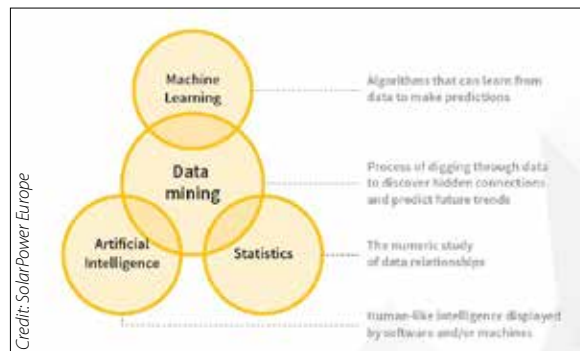 Machine
Learning
Algorithms that can learn from
data to make predictions
Data
mining
Process of digging through data
to discover hidden connections
and predict future trends
Artificial
Intelligence
Statistics
The numeric study
of data relationships
Human-like intelligence displayed
by software and/or machines
Credit: SolarPower Europe